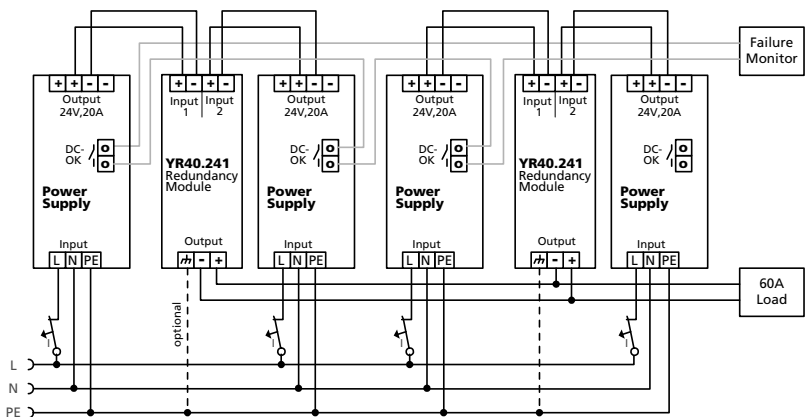 + + - -
Output
24V,20A
DC-
OK
Power
Supply
Input
L N PE
+ - + -
Input
1
Input
2
YR40.241
Redundancy
Module
Output
- +
optional
+ + - -
Output
24V,20A
DC-
OK
Power
Supply
Input
L N PE
+ + - -
Output
24V,20A
DC-
OK
Power
Supply
Input
L N PE
+ - + -
Input
1
Input
2
YR40.241
Redundancy
Module
Output
- +
+ + - -
Output
24V,20A
DC-
OK
Power
Supply
Input
L N PE
Failure
Monitor
60A
Load
I
I
I
I
L
N
PE